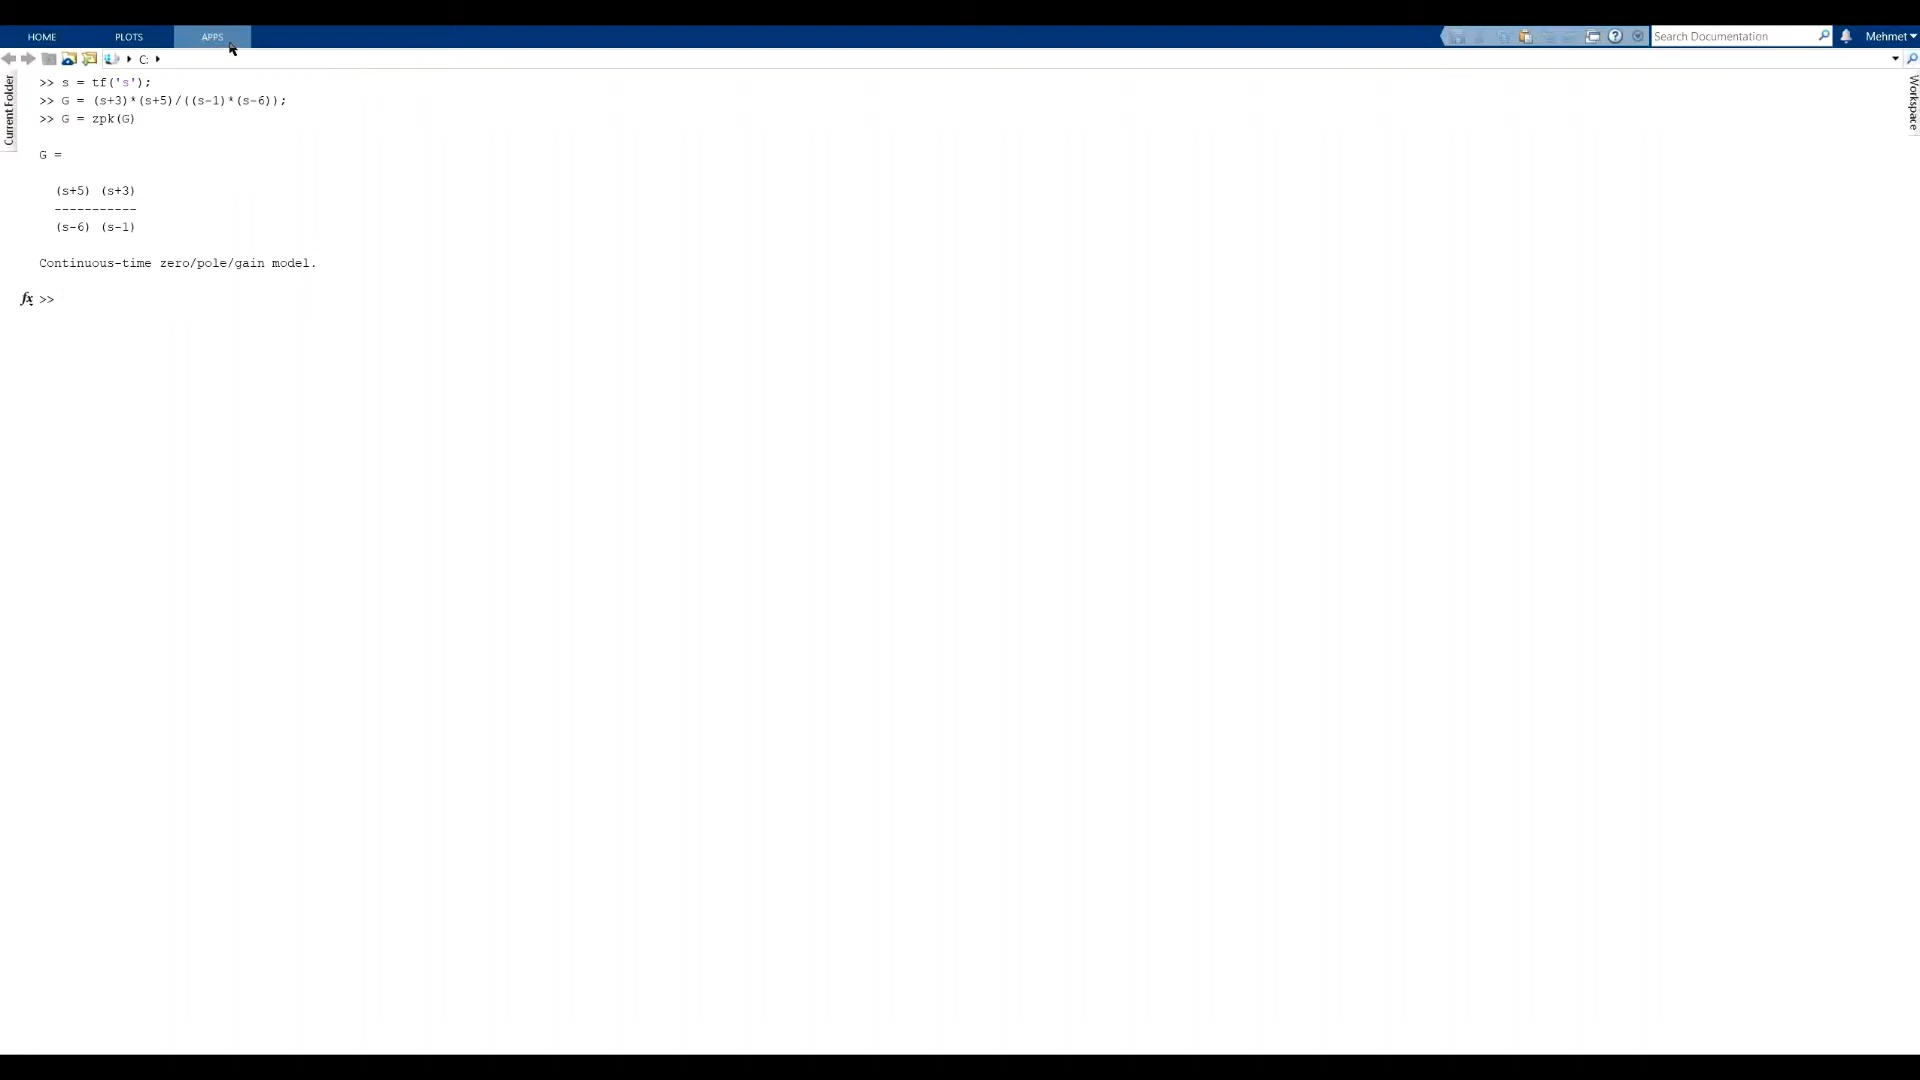 HOME PLOTS APPS
Search Documentation Mehmet
C:
Current Folder
Workspace
>> s = tf('s');
>> G = (s+3)*(s+5)/((s-1)*(s-6));
>> G = zpk(G)
G =
(s+5) (s+3)
-----------
(s-6) (s-1)
Continuous-time zero/pole/gain model.
fx >>